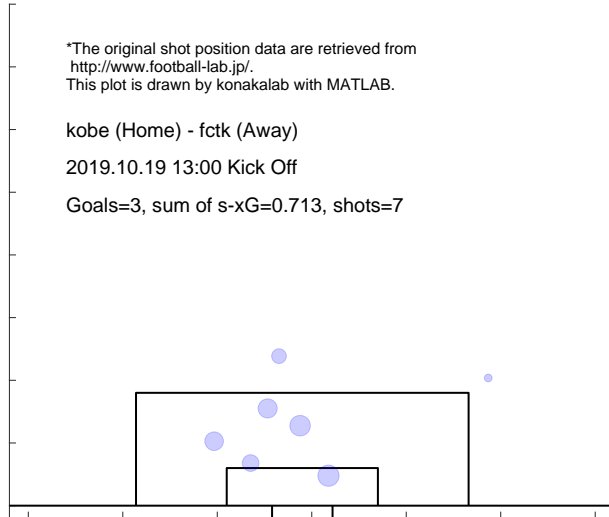 *The original shot position data are retrieved from
http://www.football-lab.jp/.
This plot is drawn by konakalab with MATLAB.
kobe (Home) - fctk (Away)
2019.10.19 13:00 Kick Off
Goals=3, sum of s-xG=0.713, shots=7